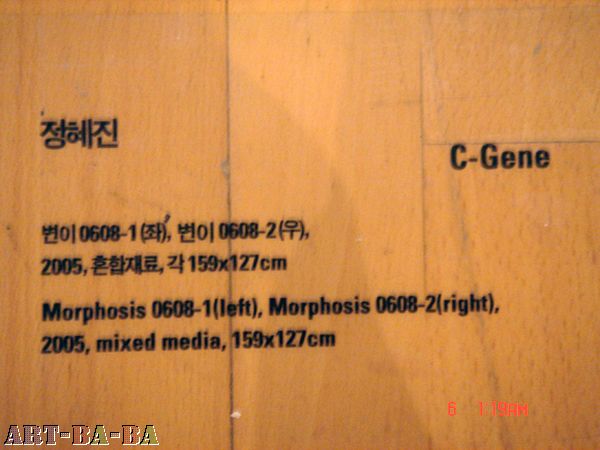 정혜진
C-Gene
변이 0608-1(좌), 변이 0608-2(우),
2005, 혼합재료, 각 159x127cm
Morphosis 0608-1(left), Morphosis 0608-2(right),
2005, mixed media, 159x127cm
6 1:19AM
ART-BA-BA